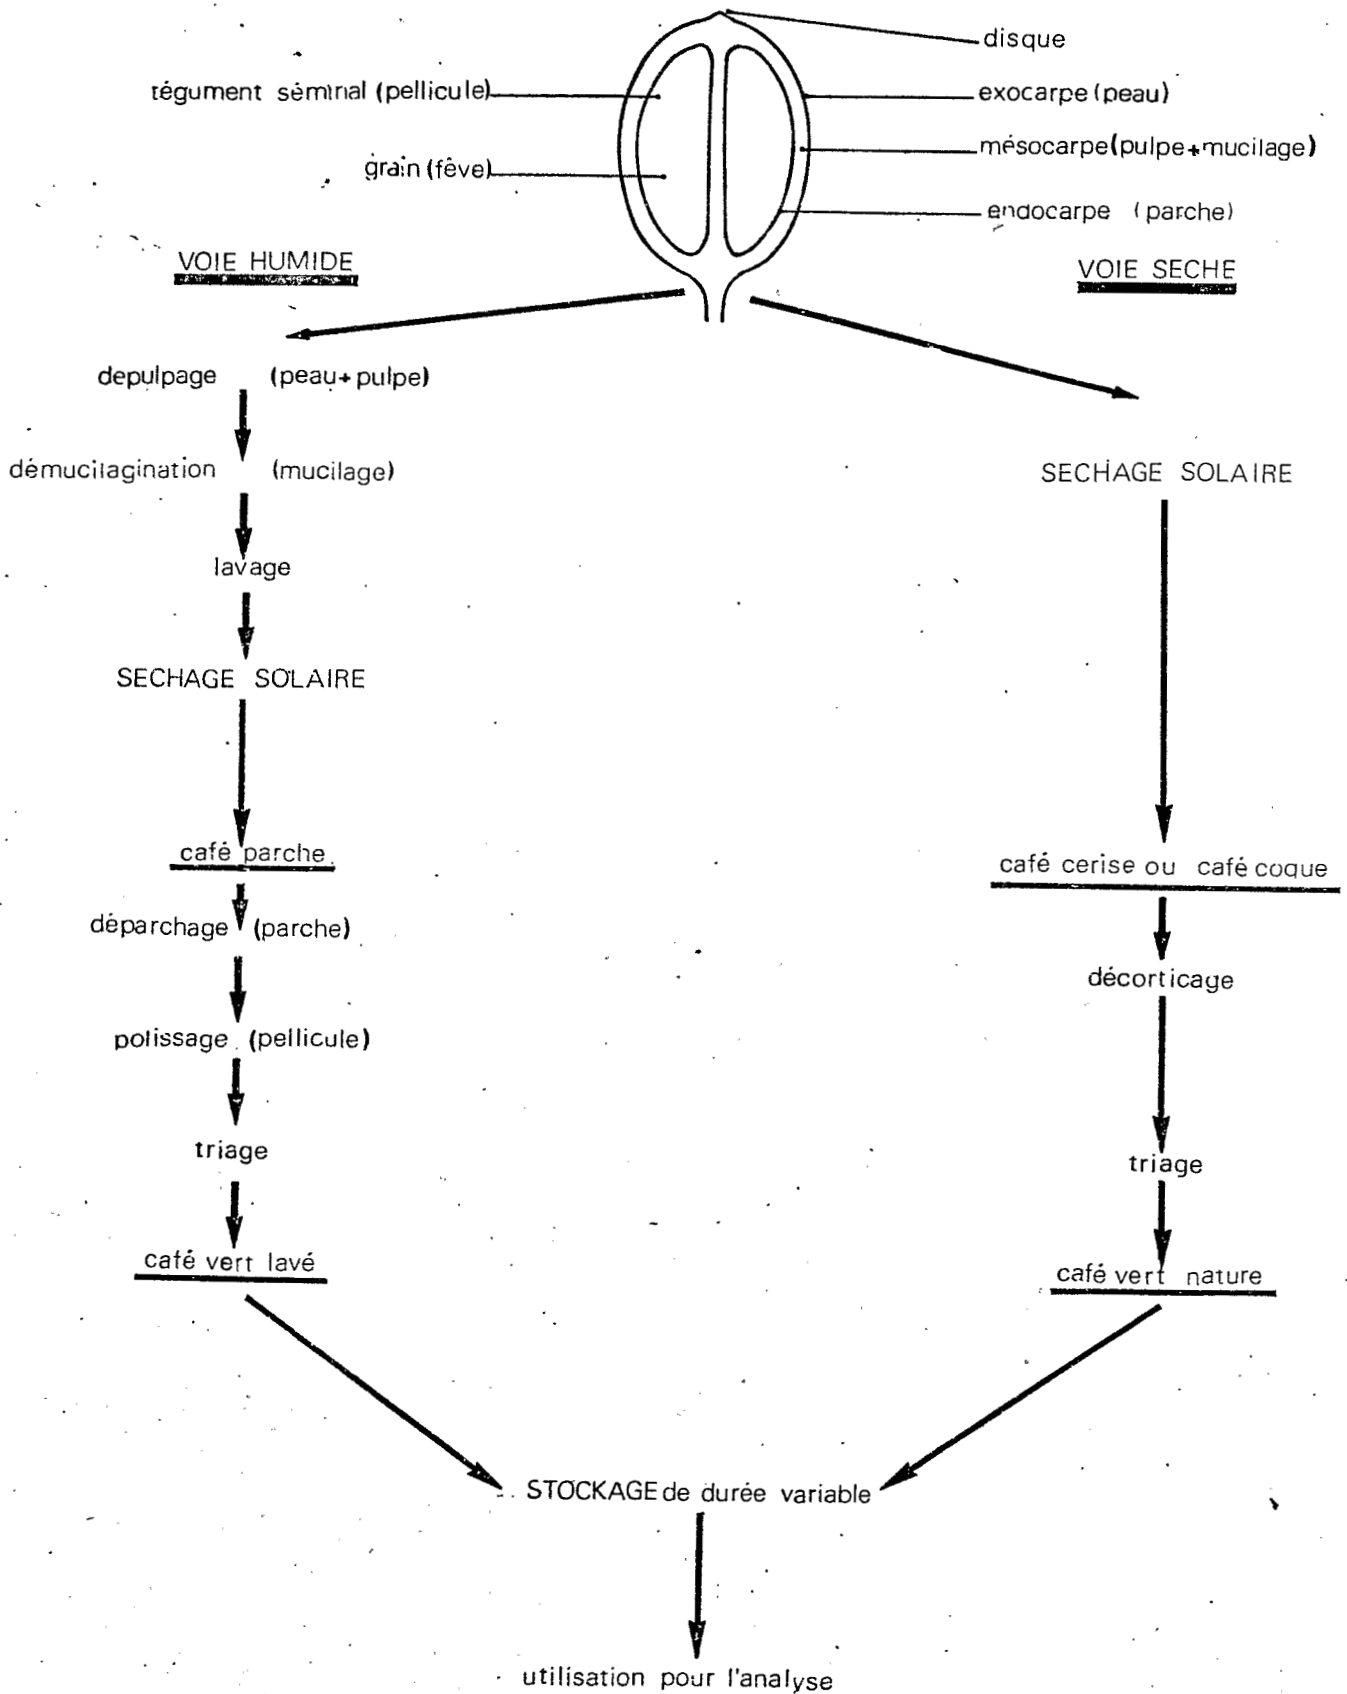 disque
tégument séminal (pellicule)
exocarpe (peau)
mésocarpe (pulpe+mucilage)
grain (fêve)
endocarpe (parche)
VOIE HUMIDE
VOIE SECHE
depulpage (peau+pulpe)
démucilagination (mucilage)
SECHAGE SOLAIRE
lavage
SECHAGE SOLAIRE
café parche
café cerise ou café coque
déparchage (parche)
décorticage
polissage (pellicule)
triage
triage
café vert lavé
café vert nature
STOCKAGE de durée variable
utilisation pour l'analyse